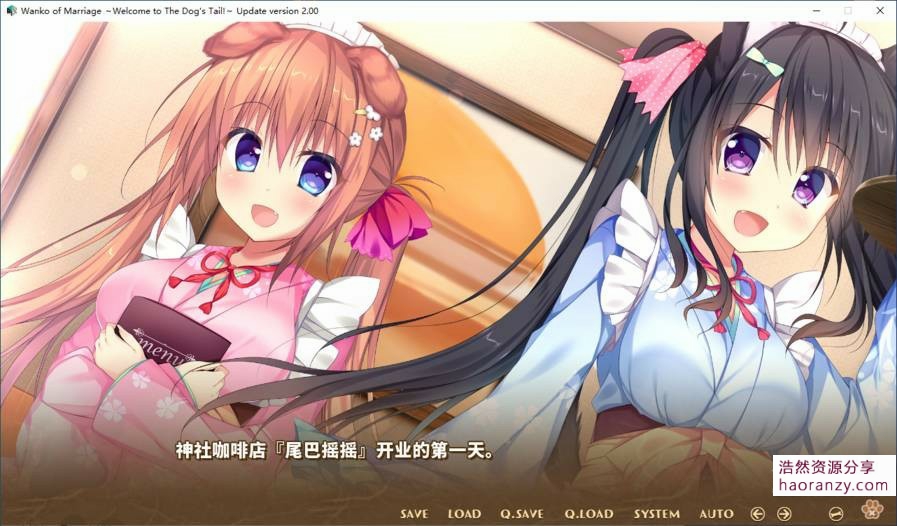 Wanko of Marriage ~Welcome to The Dog's Tail!~ Update version 2.00
menu
神社咖啡店『尾巴摇摇』开业的第一天。
浩然资源分享
haoranzy.com
SAVE LOAD Q.SAVE Q.LOAD SYSTEM AUTO